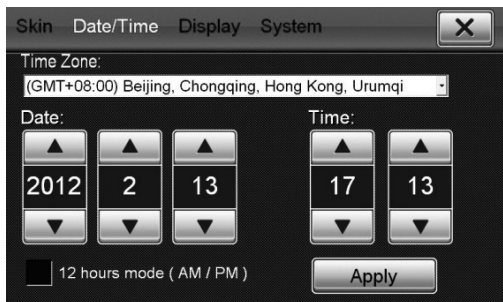 Skin Date/Time Display System
Time Zone:
(GMT+08:00) Beijing, Chongqing, Hong Kong, Urumqi
Date: Time:
2012 2 13 17 13
12 hours mode ( AM / PM ) Apply